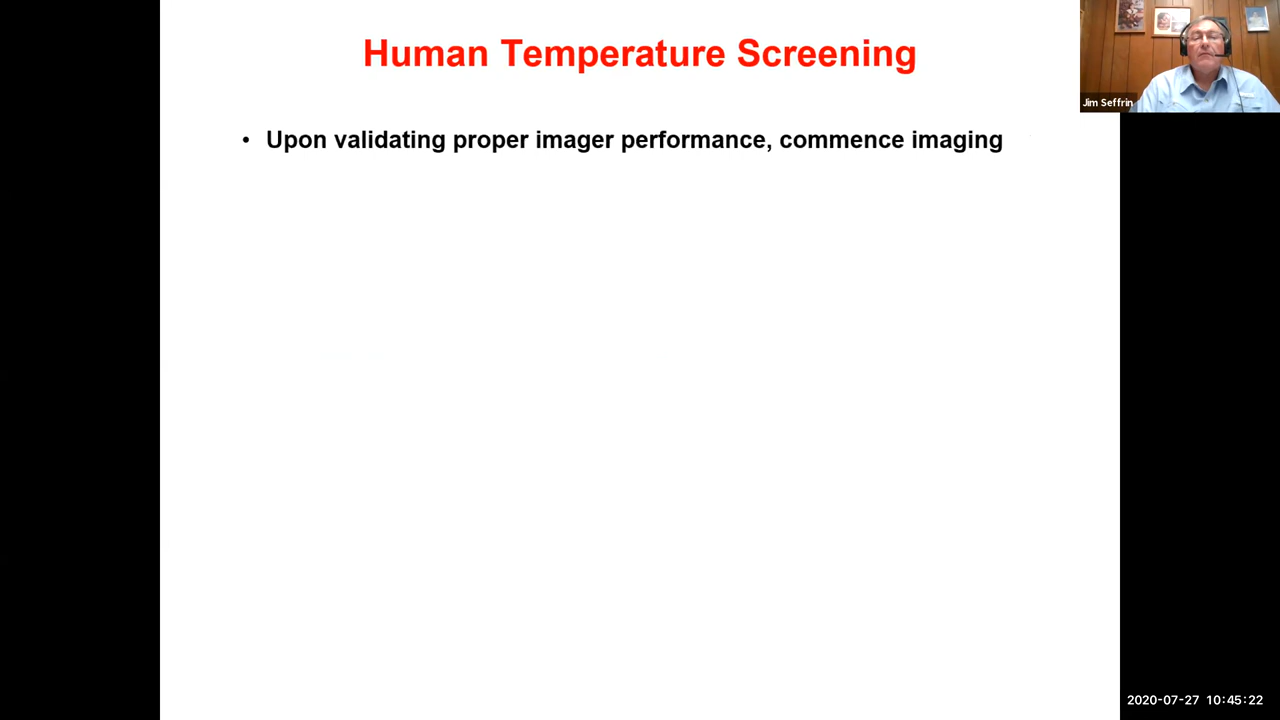 Human Temperature Screening
• Upon validating proper imager performance, commence imaging
Jim Seffrin
2020-07-27 10:45:22